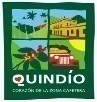 QUINDÍO
CORAZÓN DE LA ZONA CAFETERA